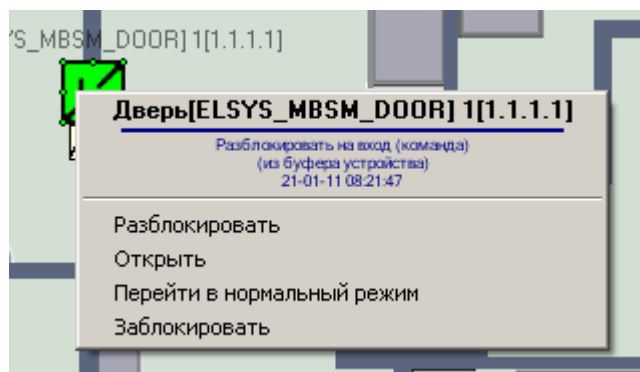 S_MBSM_DOOR] 1[1.1.1.1]
Дверь[ELSYS_MBSM_DOOR] 1[1.1.1.1]
Разблокировать на вход (команда)
(из буфера устройства)
21-01-11 08:21:47
Разблокировать
Открыть
Перейти в нормальный режим
Заблокировать